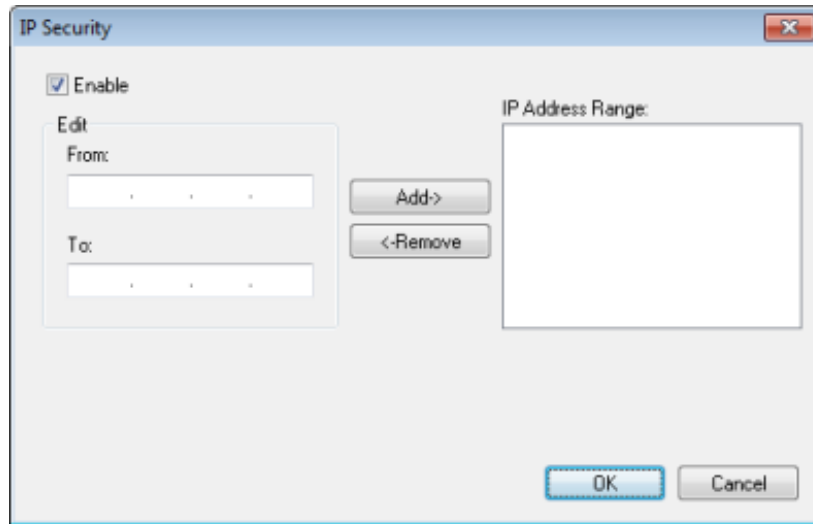 IP Security
Enable
Edit
From:
. . .
To:
. . .
Add->
<-Remove
IP Address Range:
OK
Cancel